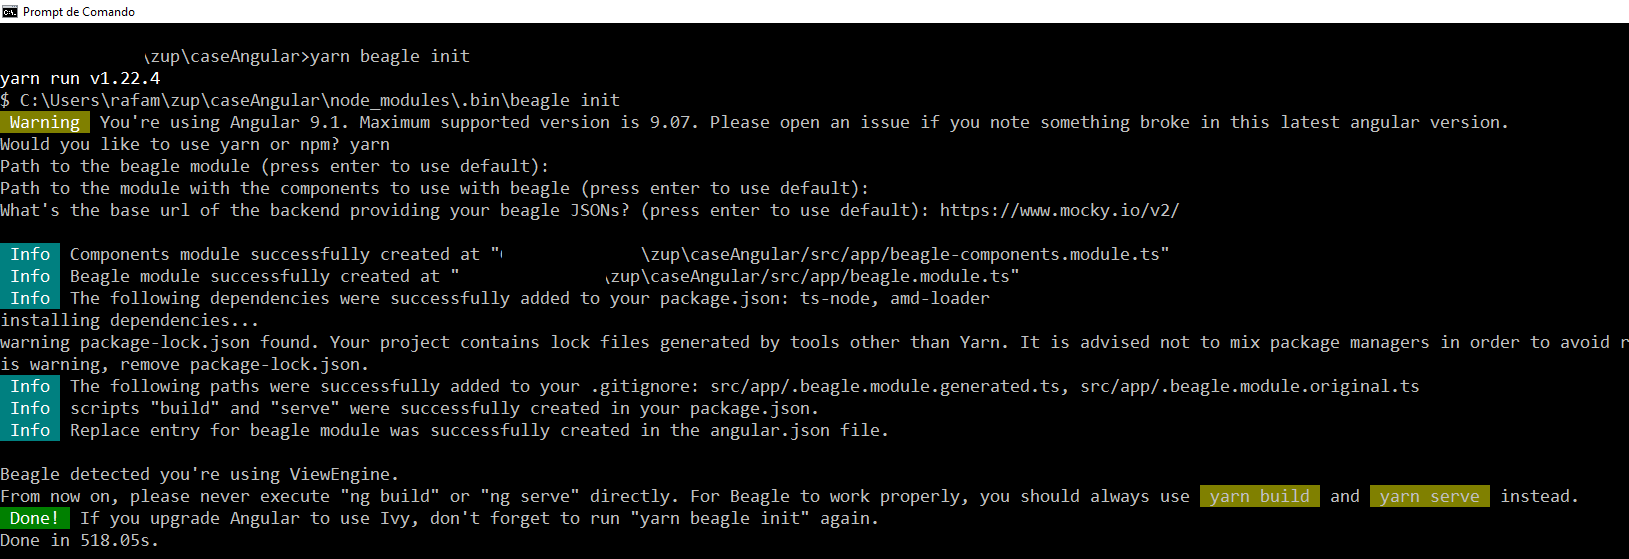 Prompt de Comando
\zup\caseAngular>yarn beagle init
yarn run v1.22.4
$ C:\Users\rafam\zup\caseAngular\node_modules\.bin\beagle init
Warning You're using Angular 9.1. Maximum supported version is 9.07. Please open an issue if you note something broke in this latest angular version.
Would you like to use yarn or npm? yarn
Path to the beagle module (press enter to use default):
Path to the module with the components to use with beagle (press enter to use default):
What's the base url of the backend providing your beagle JSONs? (press enter to use default): https://www.mocky.io/v2/
Info Components module successfully created at " \zup\caseAngular/src/app/beagle-components.module.ts"
Info Beagle module successfully created at " \zup\caseAngular/src/app/beagle.module.ts"
Info The following dependencies were successfully added to your package.json: ts-node, amd-loader
installing dependencies...
warning package-lock.json found. Your project contains lock files generated by tools other than Yarn. It is advised not to mix package managers in order to avoid r
is warning, remove package-lock.json.
Info The following paths were successfully added to your .gitignore: src/app/.beagle.module.generated.ts, src/app/.beagle.module.original.ts
Info scripts "build" and "serve" were successfully created in your package.json.
Info Replace entry for beagle module was successfully created in the angular.json file.
Beagle detected you're using ViewEngine.
From now on, please never execute "ng build" or "ng serve" directly. For Beagle to work properly, you should always use yarn build and yarn serve instead.
Done! If you upgrade Angular to use Ivy, don't forget to run "yarn beagle init" again.
Done in 518.05s.